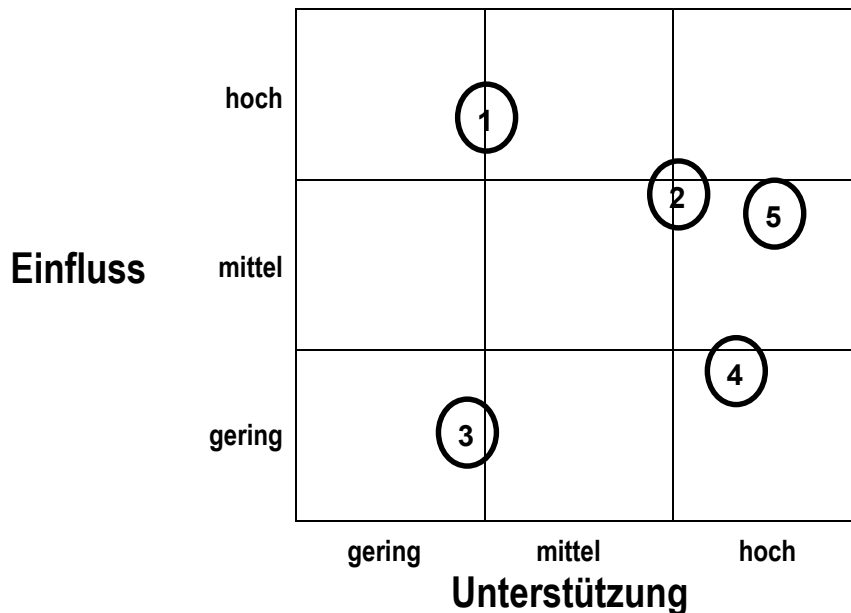 hoch
1
2
5
Einfluss
mittel
4
gering
3
gering
mittel
hoch
Unterstützung